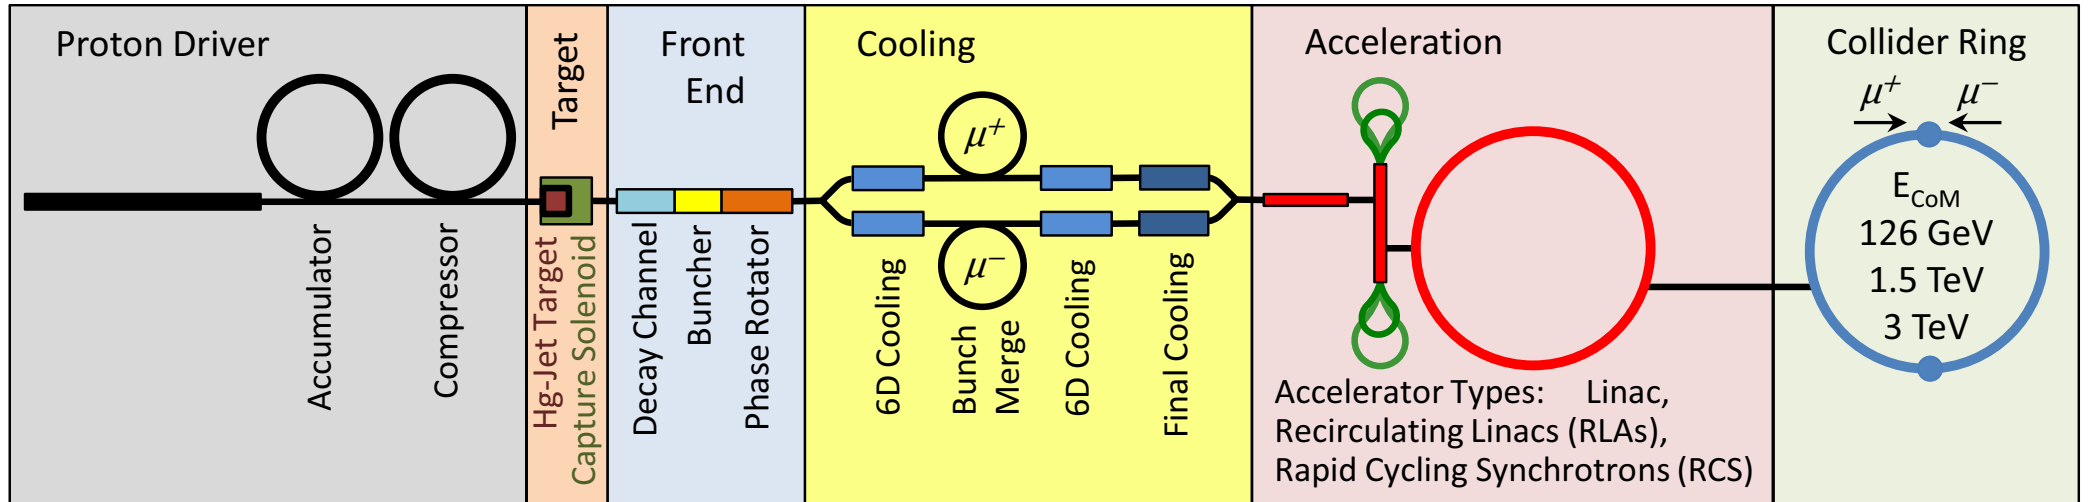 Proton Driver
Accumulator
Compressor
Target
Hg-Jet Target
Capture Solenoid
Front
End
Decay Channel
Buncher
Phase Rotator
Cooling
μ+
μ−
6D Cooling
Bunch
Merge
6D Cooling
Final Cooling
Acceleration
Accelerator Types: Linac,
Recirculating Linacs (RLAs),
Rapid Cycling Synchrotrons (RCS)
Collider Ring
μ+ μ−
ECoM
126 GeV
1.5 TeV
3 TeV